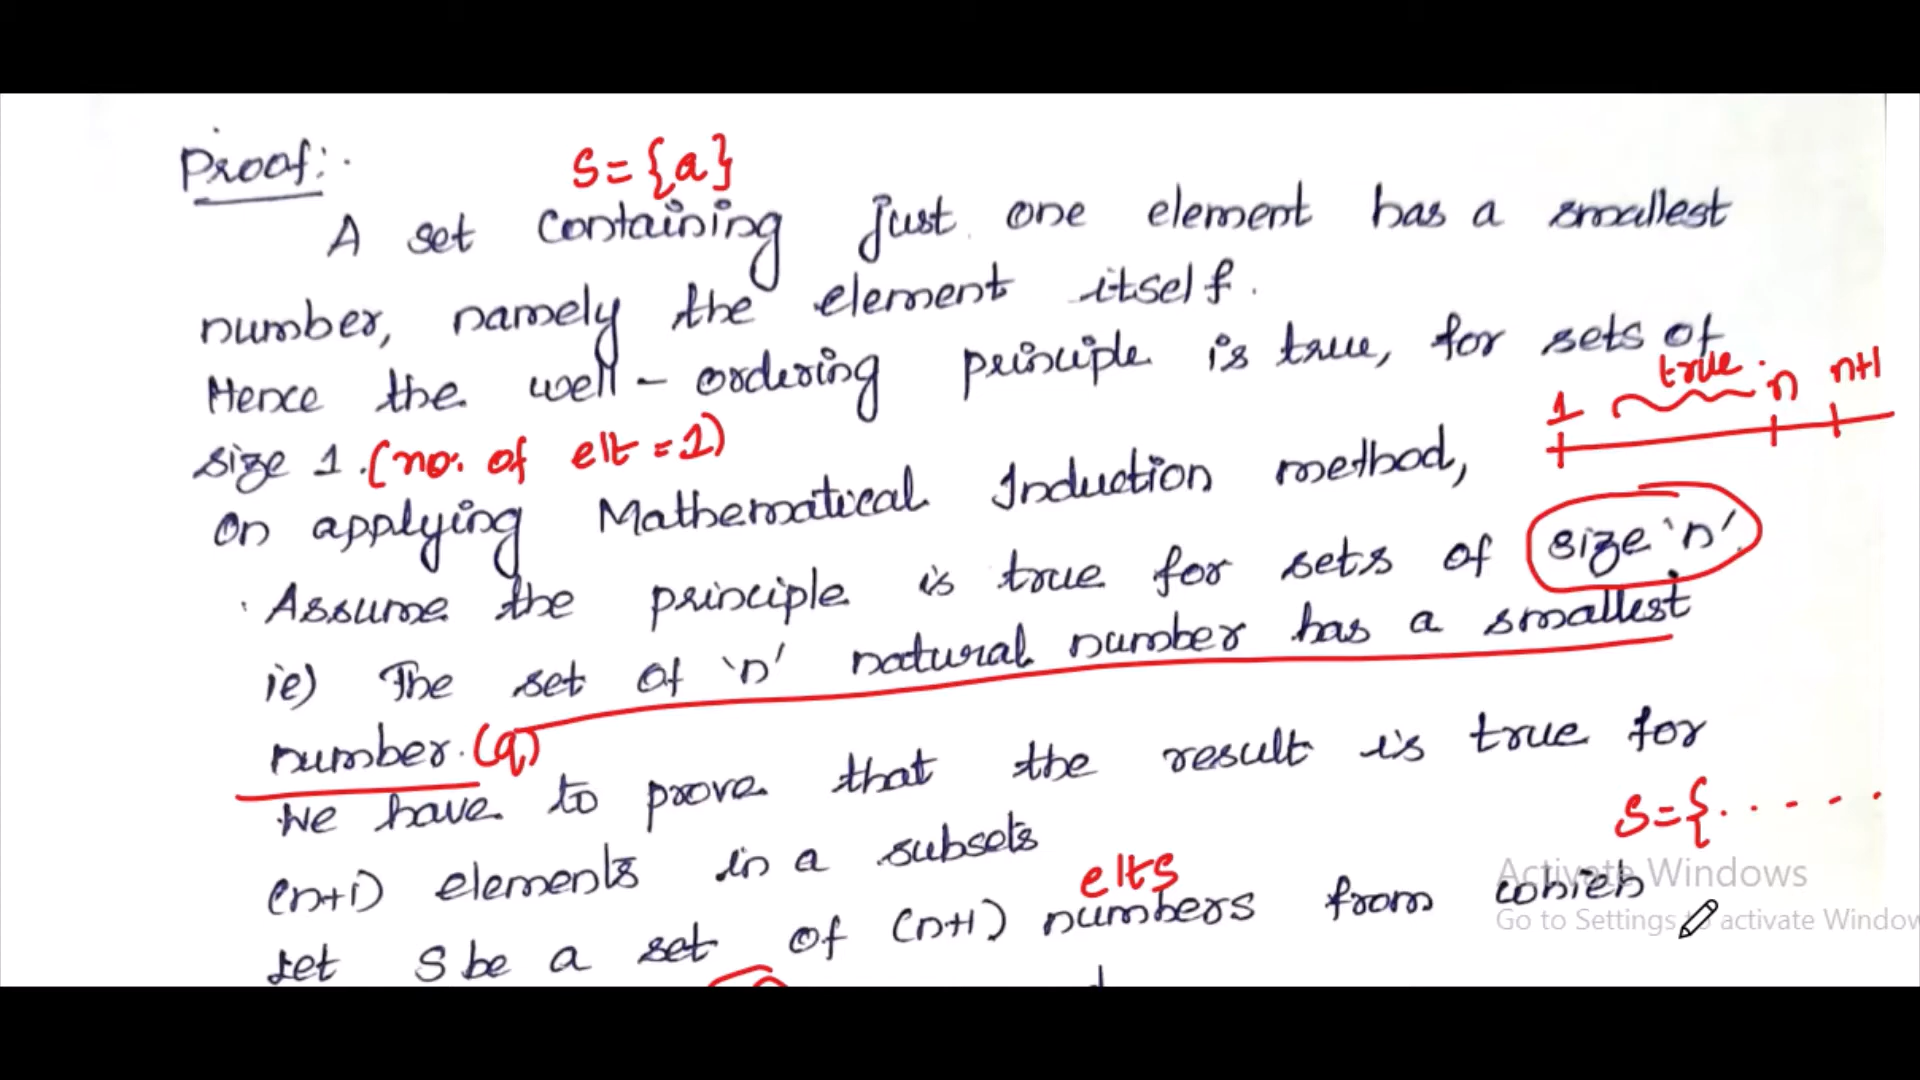 Proof:
S={a}
A set containing just one element has a smallest
number, namely the element itself.
Hence the well-ordering principle is true, for sets of
true
1 n n+1
size 1. (no. of elt = 1)
On applying Mathematical Induction method,
Assume the principle is true for sets of size 'n'.
ie) The set of 'n' natural number has a smallest
number. (q)
We have to prove that the result is true for
S={.....
(n+1) elements in a subsets
elts
Let S be a set of (n+1) numbers from which
Activate Windows
Go to Settings to activate Window